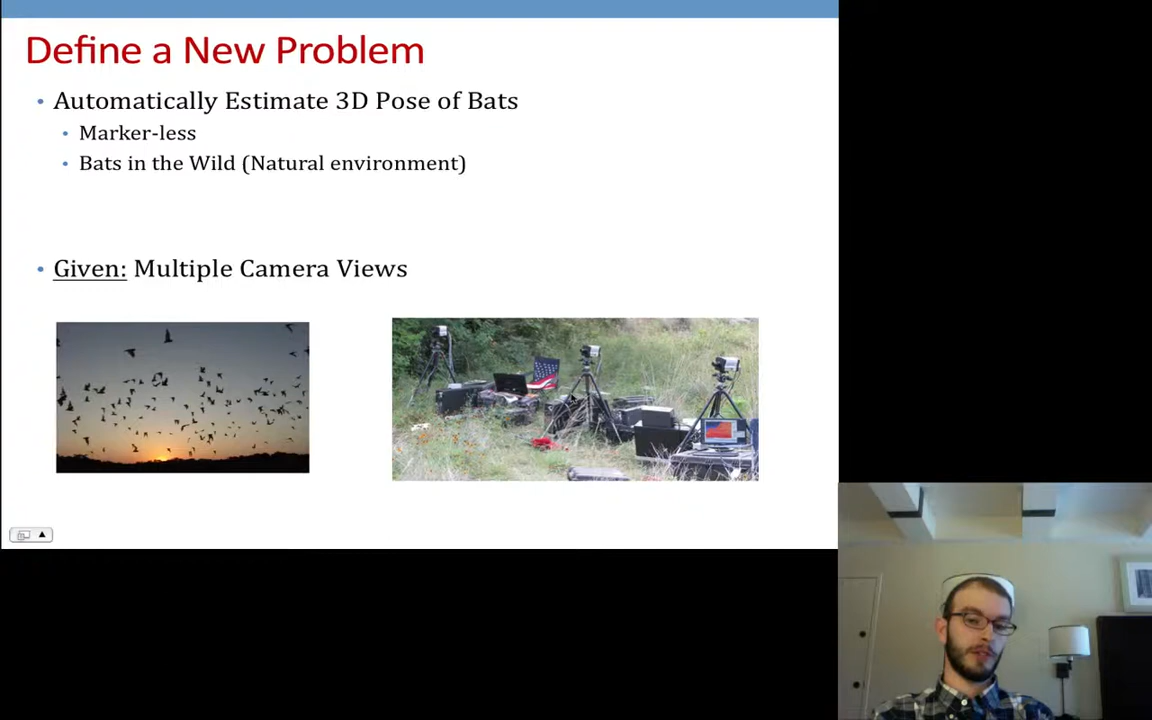 Define a New Problem
• Automatically Estimate 3D Pose of Bats
• Marker-less
• Bats in the Wild (Natural environment)
• Given: Multiple Camera Views